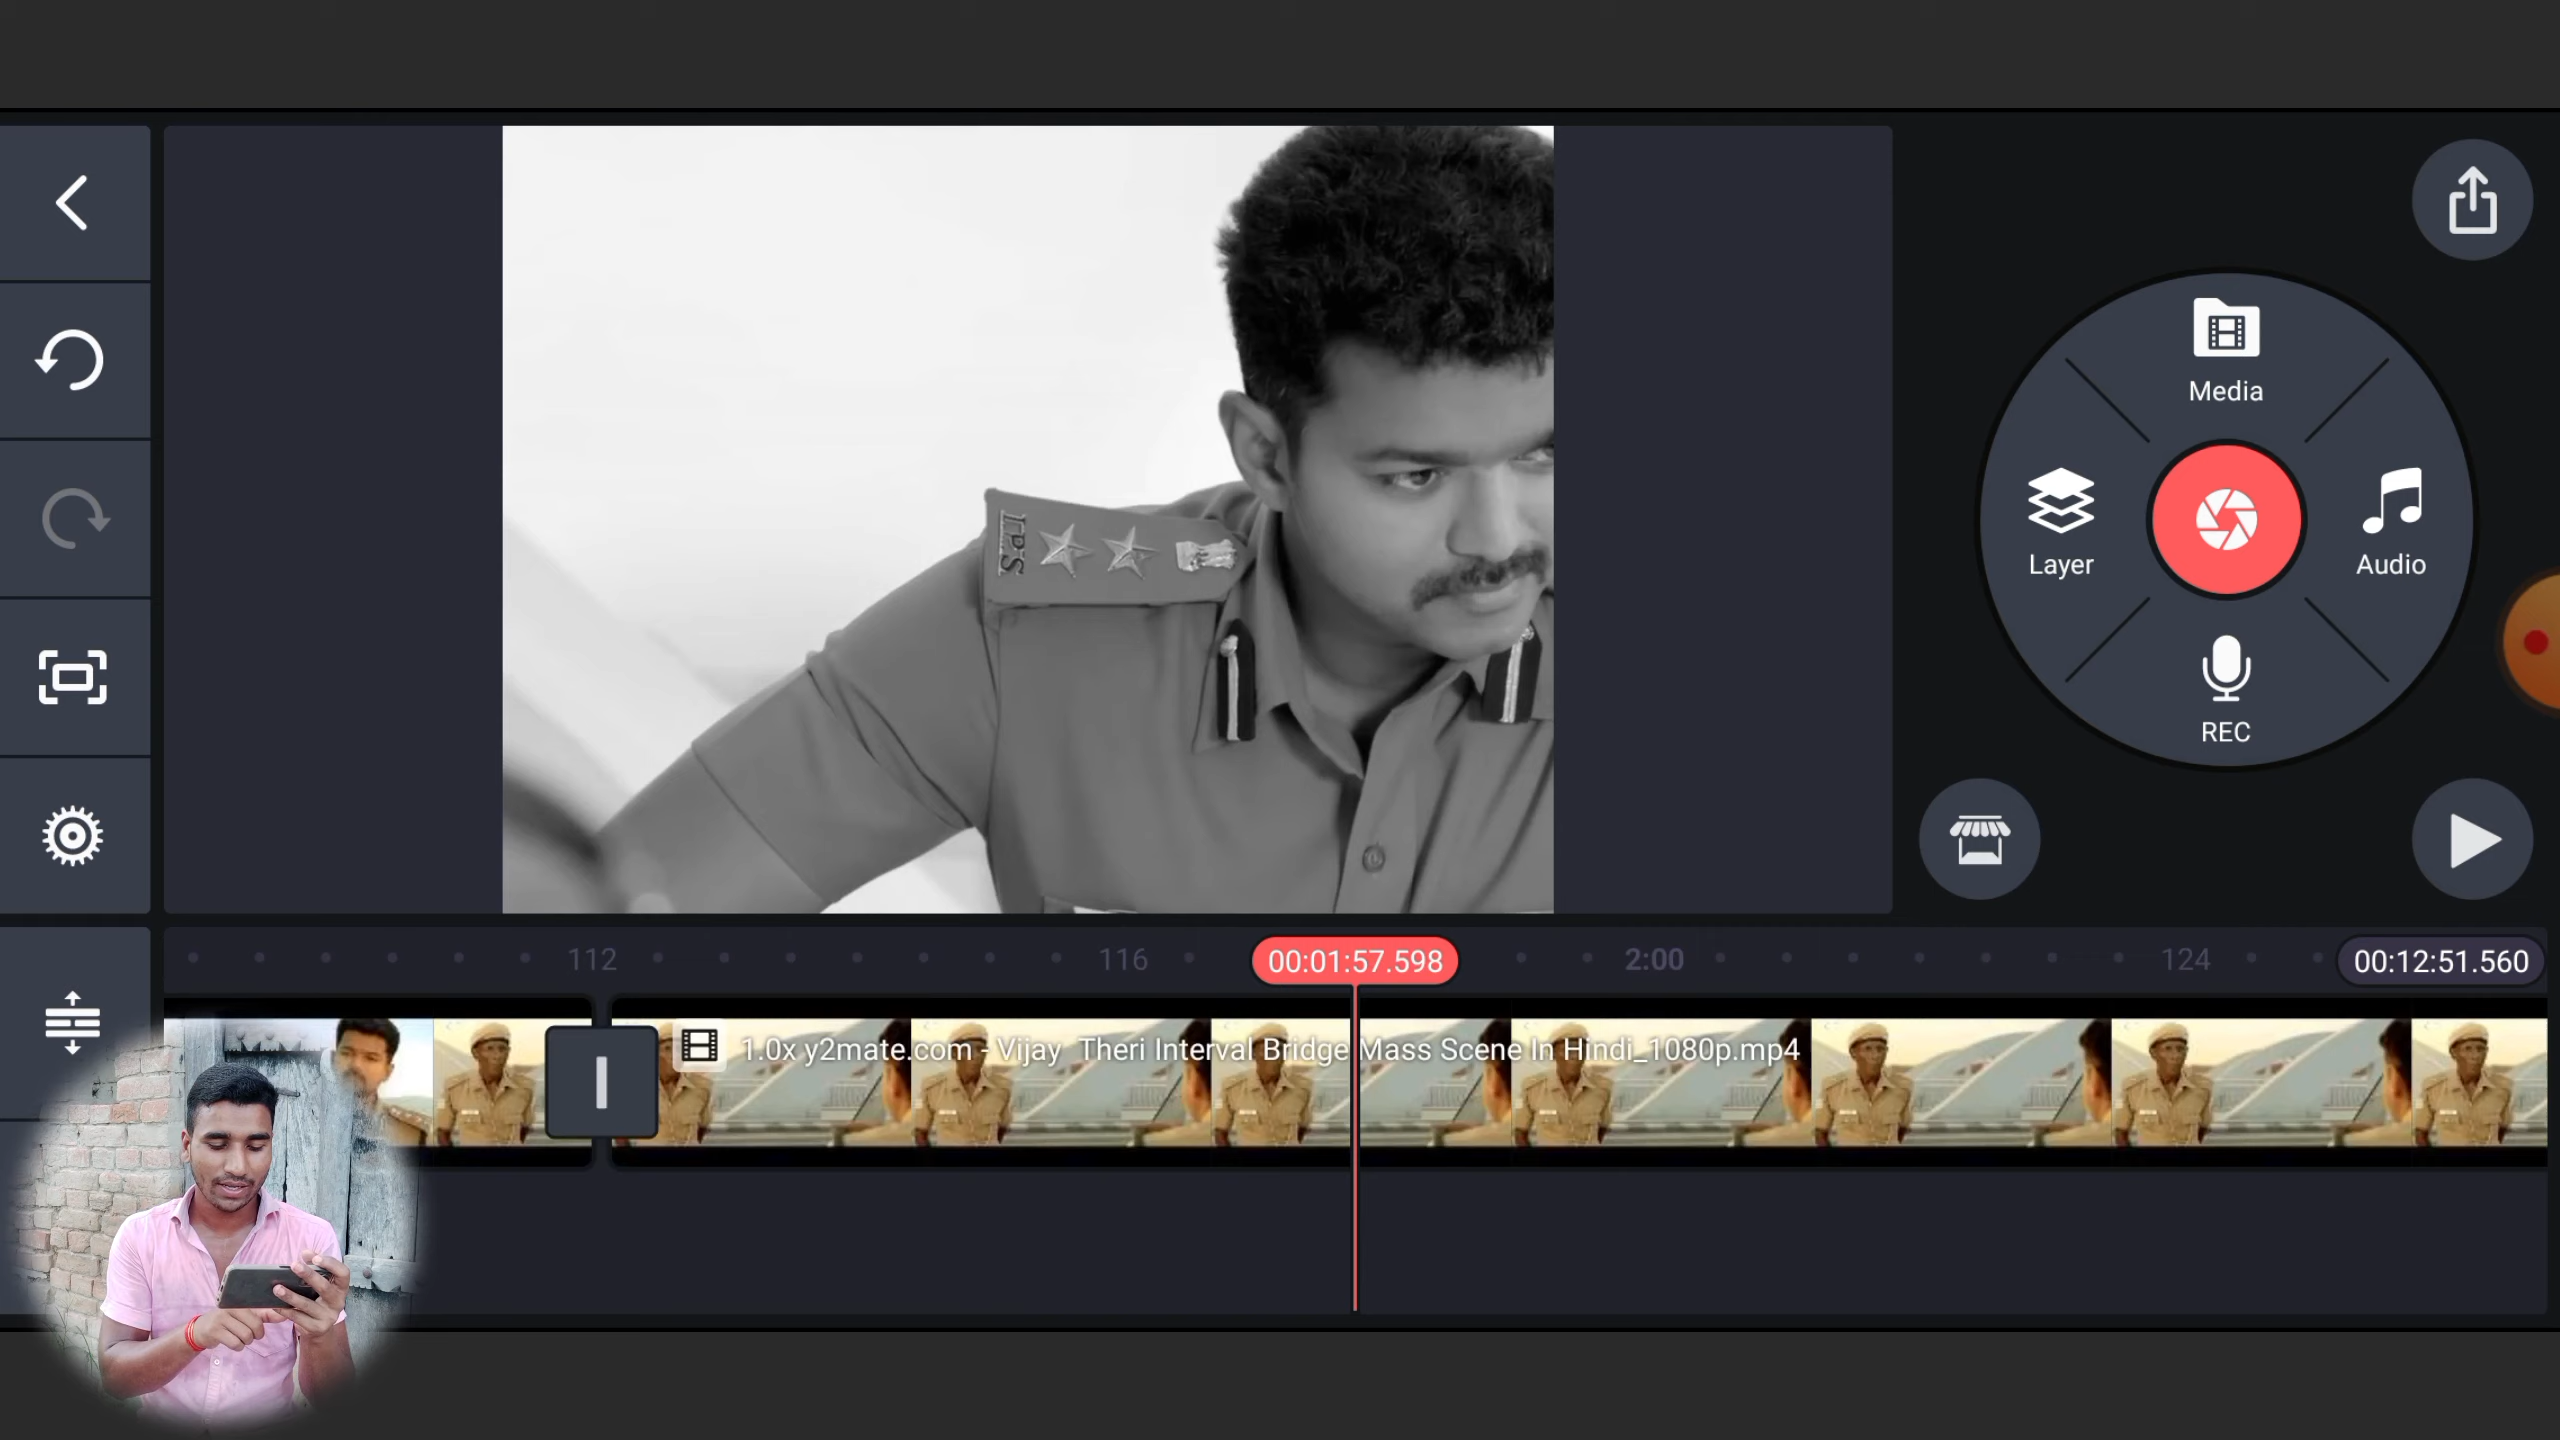 I.P.S
Media
Layer
Audio
REC
112
116
00:01:57.598
2:00
124
00:12:51.560
1.0x y2mate.com - Vijay  Theri Interval Bridge Mass Scene In Hindi_1080p.mp4